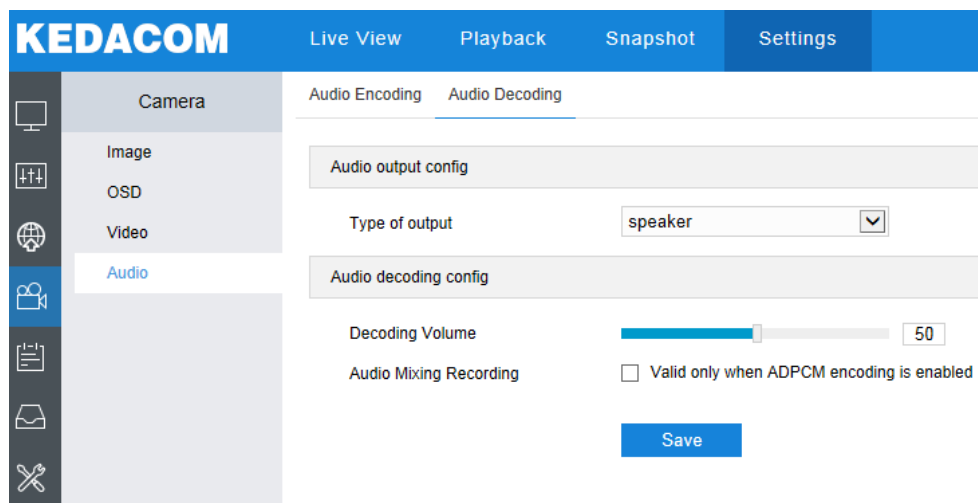 KEDACOM
Live View
Playback
Snapshot
Settings
Camera
Image
OSD
Video
Audio
Audio Encoding
Audio Decoding
Audio output config
Type of output
speaker
Audio decoding config
Decoding Volume
50
Audio Mixing Recording
Valid only when ADPCM encoding is enabled
Save